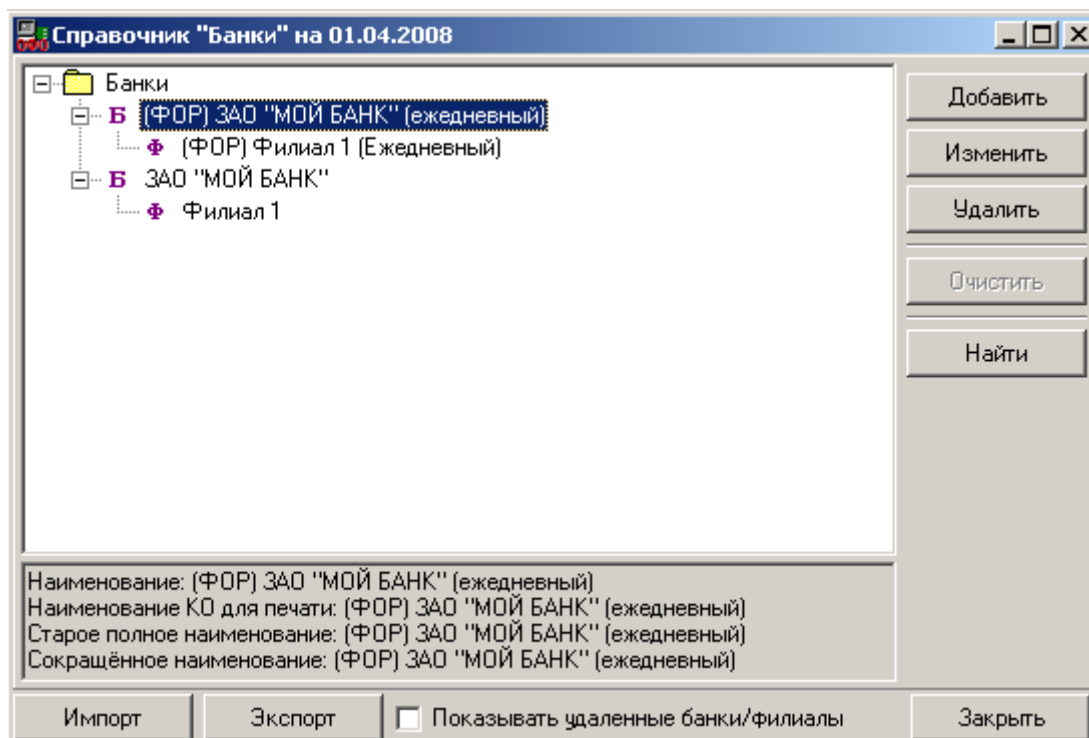 Справочник "Банки" на 01.04.2008
Банки
Б (ФОР) ЗАО "МОЙ БАНК" (ежедневный)
Ф (ФОР) Филиал 1 (Ежедневный)
Б ЗАО "МОЙ БАНК"
Ф Филиал 1
Добавить
Изменить
Удалить
Очистить
Найти
Наименование: (ФОР) ЗАО "МОЙ БАНК" (ежедневный)
Наименование КО для печати: (ФОР) ЗАО "МОЙ БАНК" (ежедневный)
Старое полное наименование: (ФОР) ЗАО "МОЙ БАНК" (ежедневный)
Сокращённое наименование: (ФОР) ЗАО "МОЙ БАНК" (ежедневный)
Импорт Экспорт Показывать удаленные банки/филиалы Закрыть